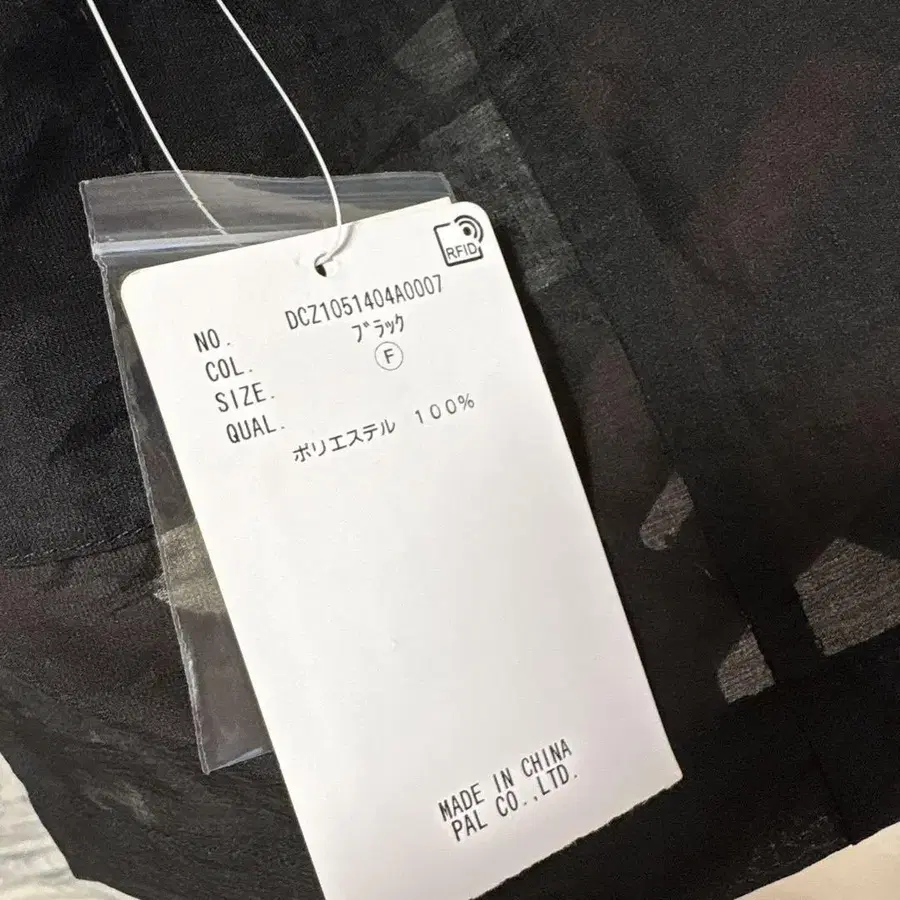 RFID
NO. DCZ1051404A0007
COL. ﾌﾞﾗｯｸ
SIZE. Ⓕ
QUAL.
ポリエステル 100%
MADE IN CHINA
PAL CO.,LTD.